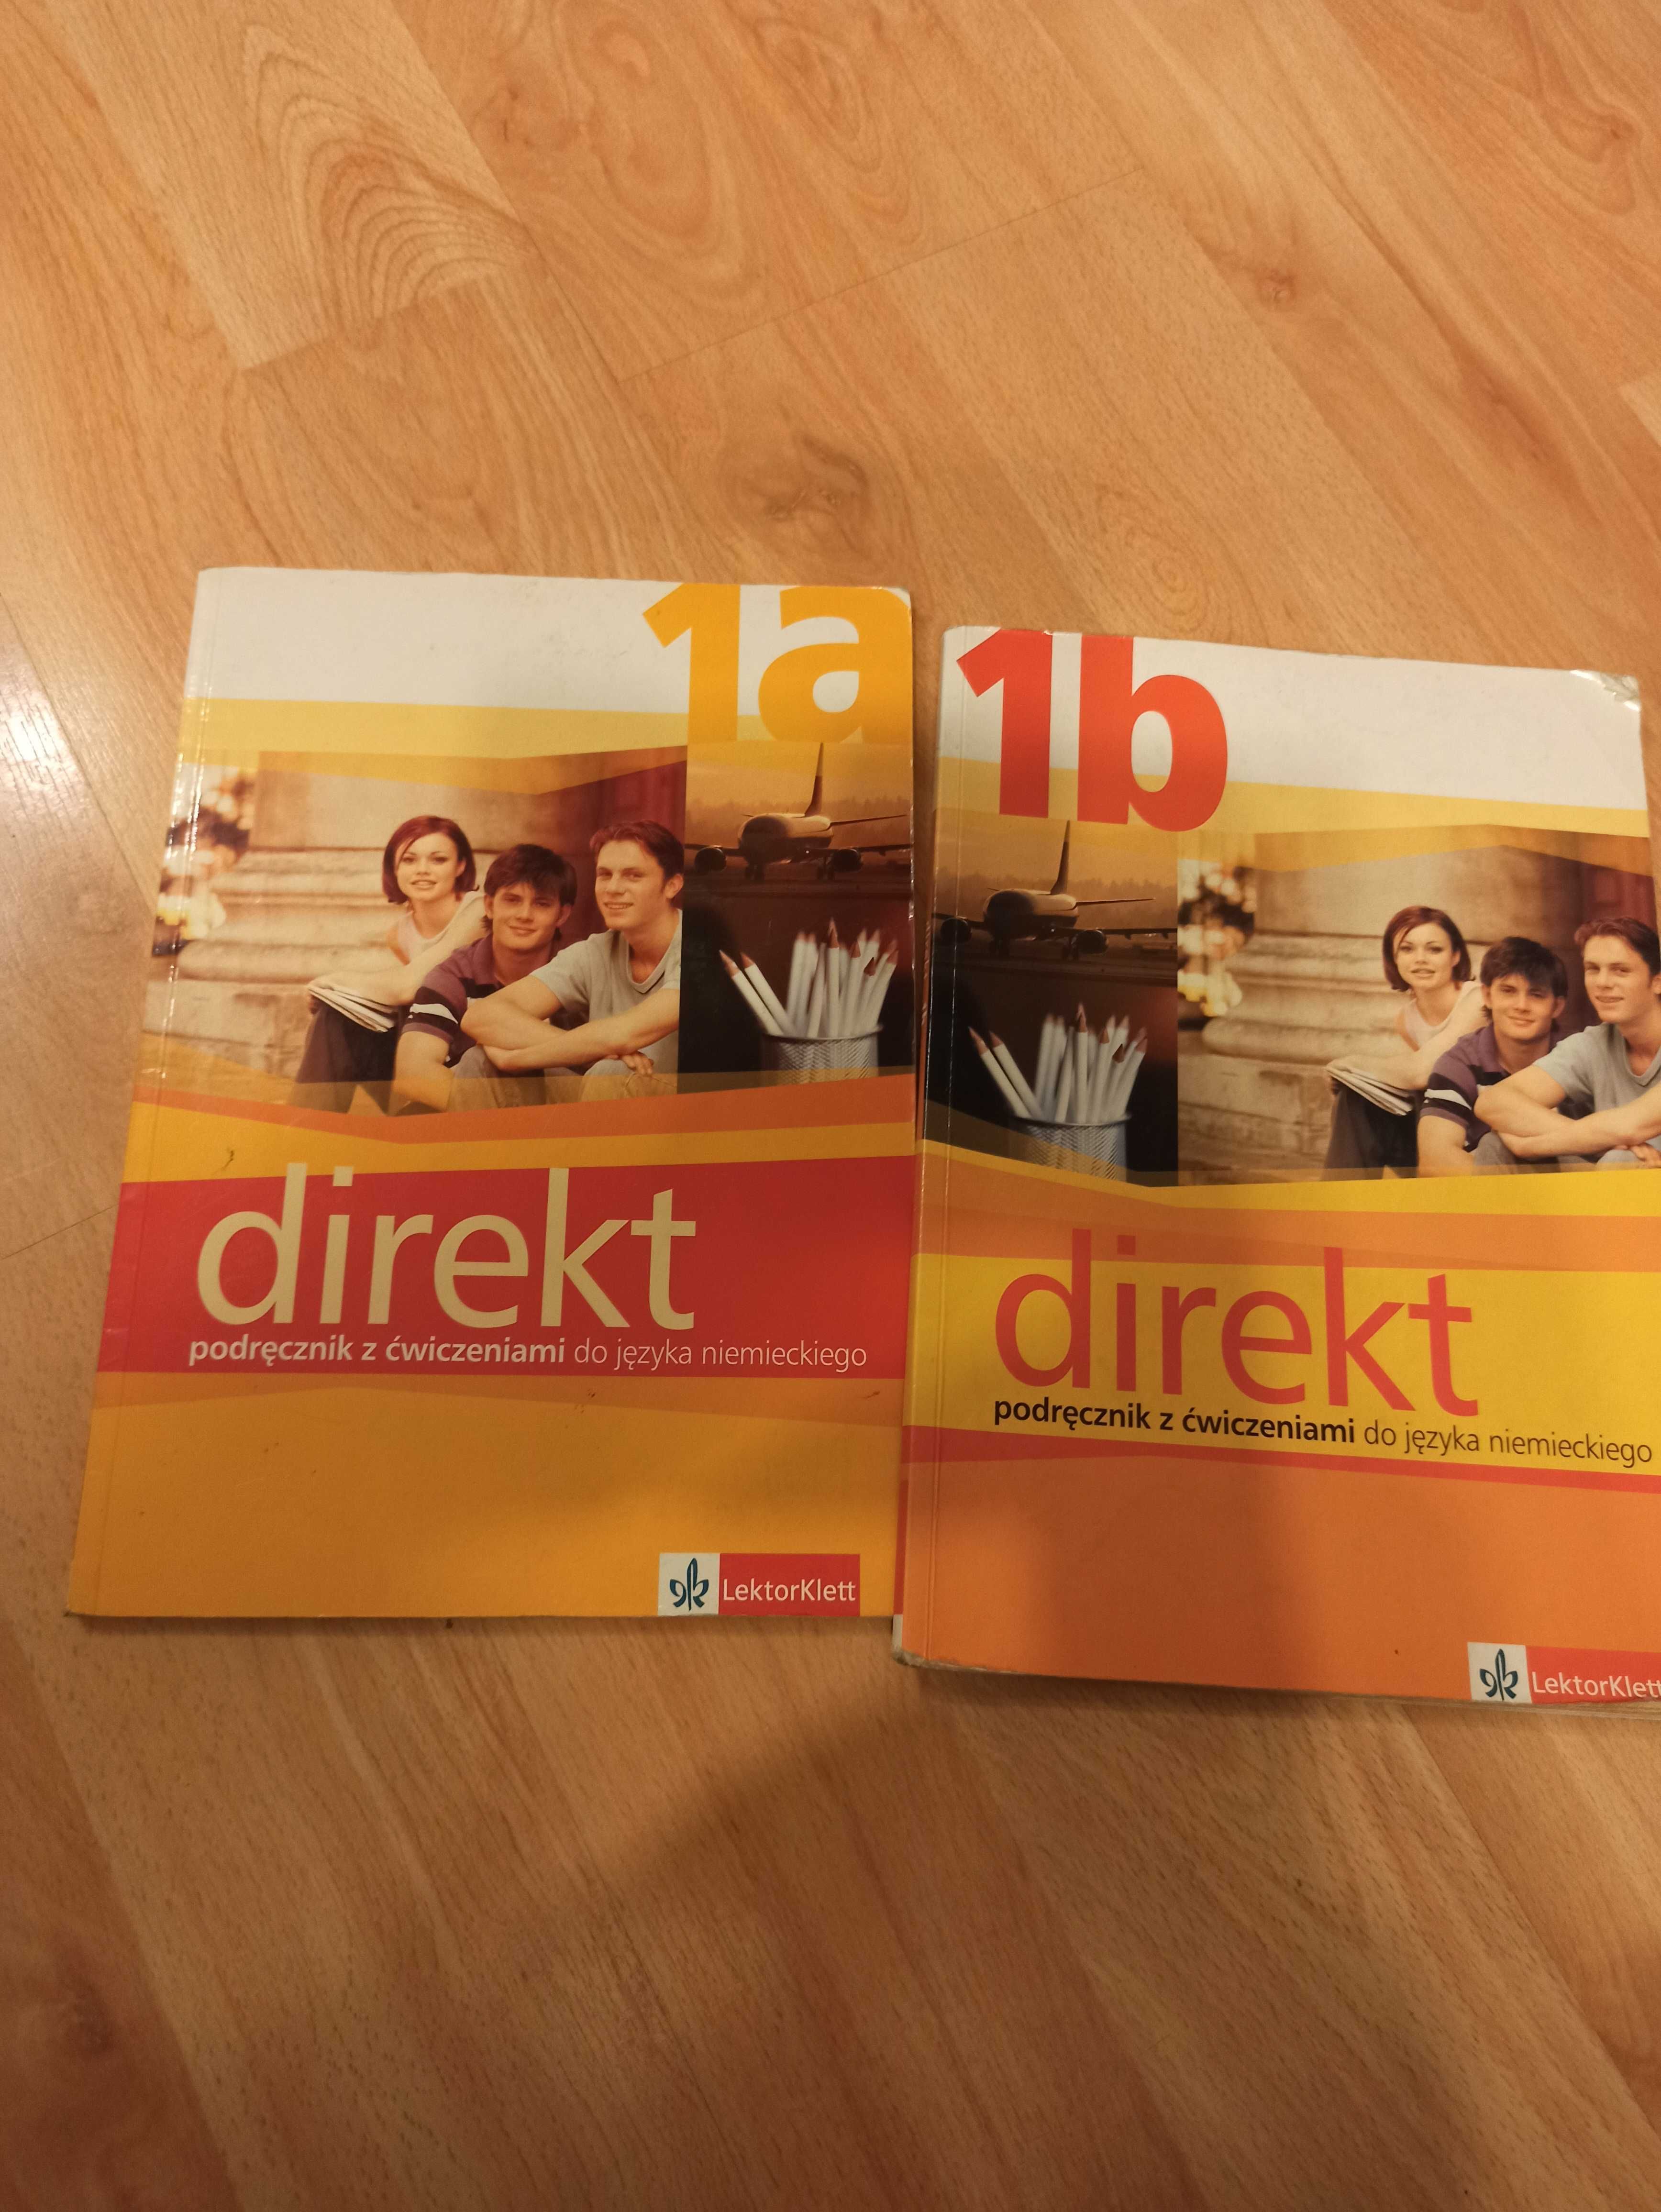 1a
direkt
podręcznik z ćwiczeniami do języka niemieckiego
LektorKlett
1b
direkt
podręcznik z ćwiczeniami do języka niemieckiego
LektorKlett